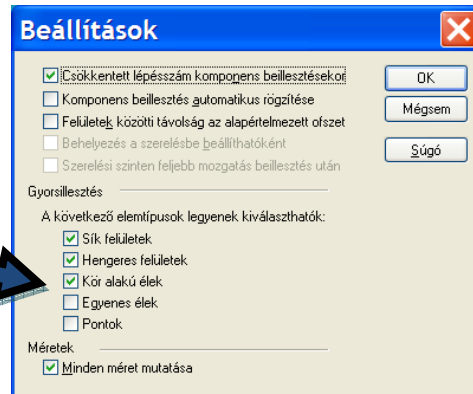 Beállítások
Csökkentett lépésszám komponens beillesztésekor
OK
Komponens beillesztés automatikus rögzítése
Mégsem
Felületek közötti távolság az alapértelmezett ofszet
Behelyezés a szerelésbe beállíthatóként
Súgó
Szerelési szinten feljebb mozgatás beillesztés után
Gyorsillesztés
A következő elemtípusok legyenek kiválaszthatók:
Sík felületek
Hengeres felületek
Kör alakú élek
Egyenes élek
Pontok
Méretek
Minden méret mutatása